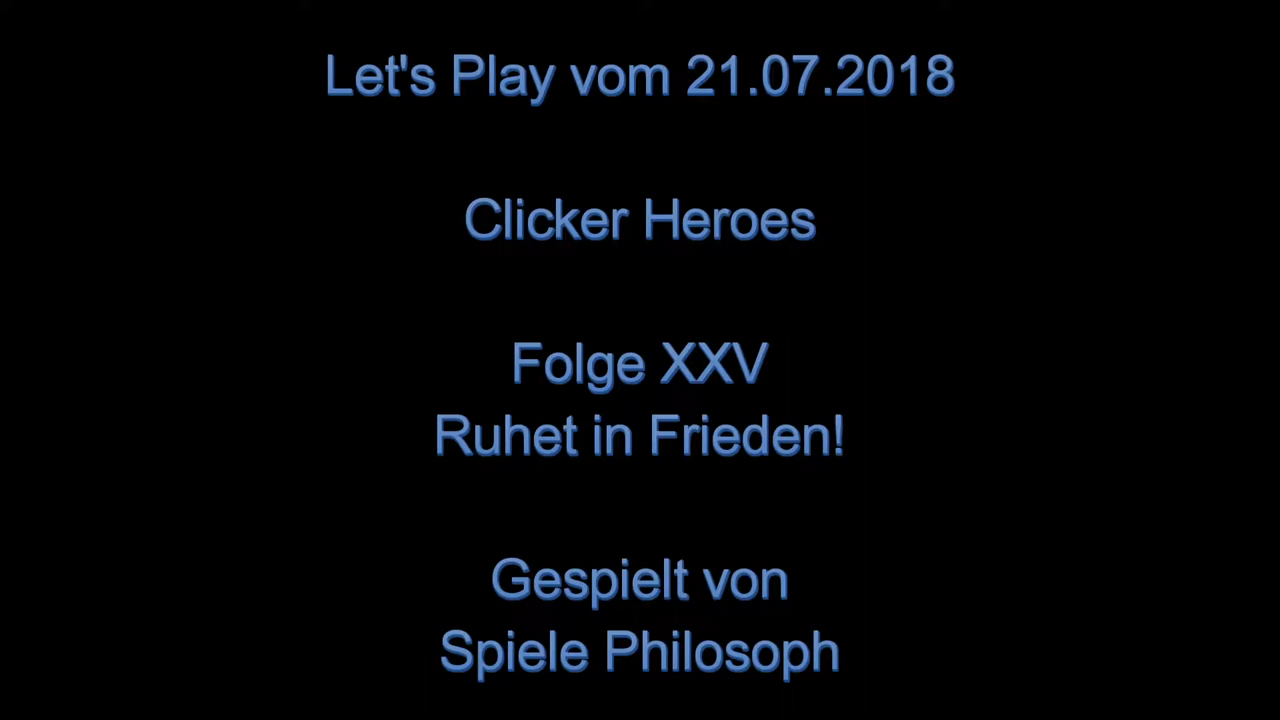 Let's Play vom 21.07.2018
Clicker Heroes
Folge XXV
Ruhet in Frieden!
Gespielt von
Spiele Philosoph